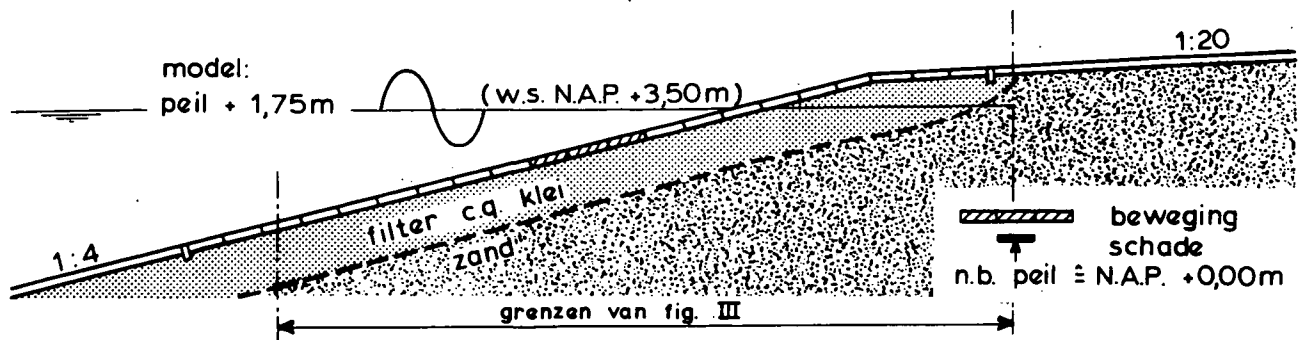 1:20
model:
peil + 1,75m
(w.s. N.A.P. +3,50m)
filter c.q. klei
zand
1:4
beweging
schade
n.b. peil ≙ N.A.P. +0,00m
grenzen van fig. III